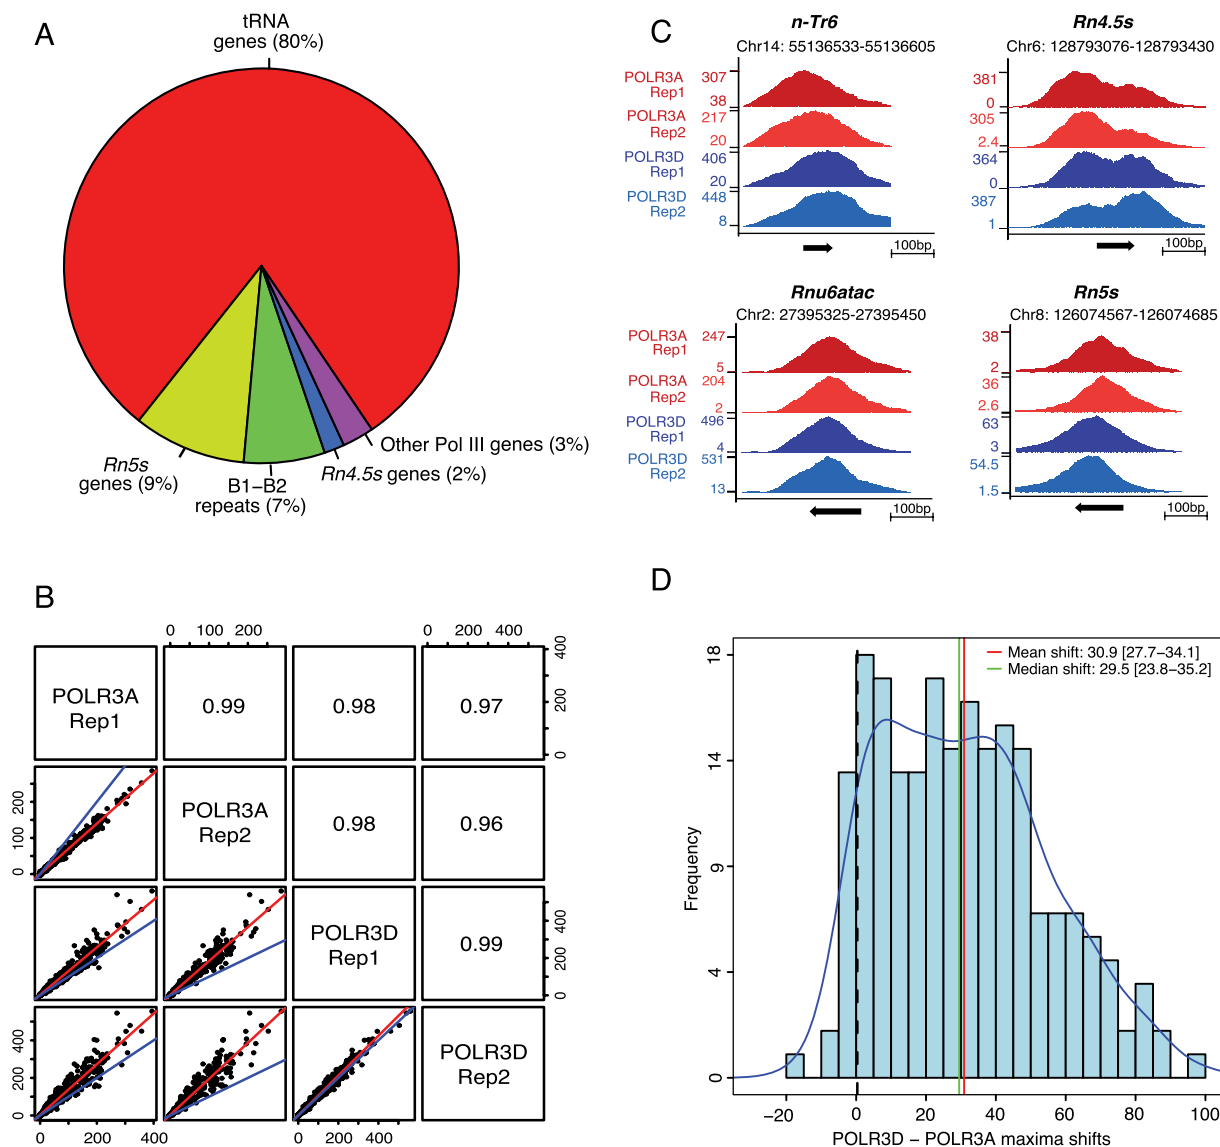 A
tRNA
genes (80%)
Other Pol III genes (3%)
Rn4.5s genes (2%)
B1−B2
repeats (7%)
Rn5s
genes (9%)
C
n-Tr6
Chr14: 55136533-55136605
POLR3A
Rep1
307
38
POLR3A
Rep2
217
20
POLR3D
Rep1
406
20
POLR3D
Rep2
448
8
100bp
Rn4.5s
Chr6: 128793076-128793430
381
0
305
2.4
364
0
387
1
100bp
Rnu6atac
Chr2: 27395325-27395450
POLR3A
Rep1
247
5
POLR3A
Rep2
204
2
POLR3D
Rep1
496
4
POLR3D
Rep2
531
13
100bp
Rn5s
Chr8: 126074567-126074685
38
2
36
2.6
63
3
54.5
1.5
100bp
B
0 100 200
0 200 400
POLR3A
Rep1
0.99
0.98
0.97
0 200 400
0 100 200
POLR3A
Rep2
0.98
0.96
POLR3D
Rep1
0.99
0 200 400
0 200 400
POLR3D
Rep2
0 200 400
0 200 400
D
Mean shift: 30.9 [27.7−34.1]
Median shift: 29.5 [23.8−35.2]
Frequency
18
14
9
4
0
−20 0 20 40 60 80 100
POLR3D − POLR3A maxima shifts